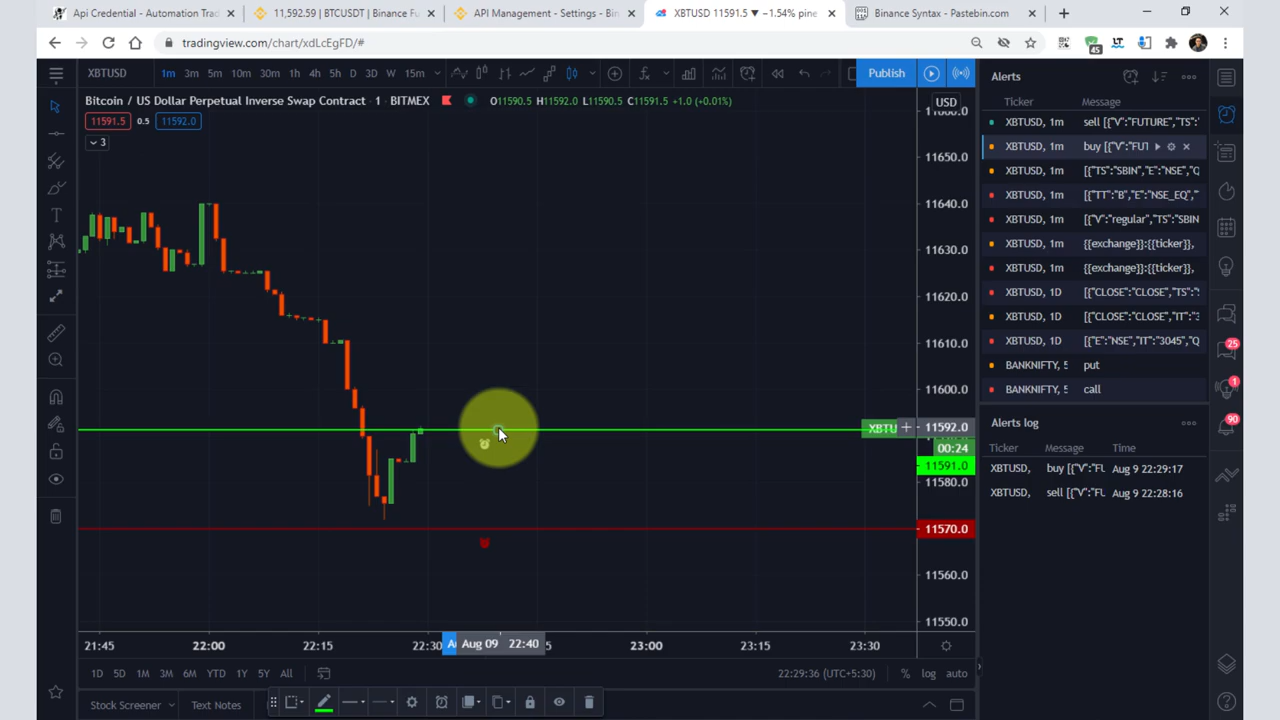 Api Credential - Automation Trad
11,592.59 | BTCUSDT | Binance Fu
API Management - Settings - Bin
XBTUSD 11591.5 ▼ −1.54% pine
Binance Syntax - Pastebin.com
tradingview.com/chart/xdLcEgFD/#
45
XBTUSD
1m 3m 5m 10m 30m 1h 4h 5h D 3D W 15m
Publish
Alerts
Bitcoin / US Dollar Perpetual Inverse Swap Contract · 1 · BITMEX
O11590.5 H11592.0 L11590.5 C11591.5 +1.0 (+0.01%)
USD
11591.5 0.5 11592.0
3
11650.0
11640.0
11630.0
11620.0
11610.0
11600.0
XBTU
11592.0
00:24
11591.0
11580.0
11570.0
11560.0
11550.0
Ticker Message
XBTUSD, 1m sell [{"V":"FUTURE","TS":"
XBTUSD, 1m buy [{"V":"FUT
XBTUSD, 1m [{"TS":"SBIN","E":"NSE","Q
XBTUSD, 1m [{"TT":"B","E":"NSE_EQ","
XBTUSD, 1m [{"V":"regular","TS":"SBIN
XBTUSD, 1m {{exchange}}:{{ticker}},
XBTUSD, 1m {{exchange}}:{{ticker}},
XBTUSD, 1D [{"CLOSE":"CLOSE","TS":"S
XBTUSD, 1D [{"CLOSE":"CLOSE","IT":"3
XBTUSD, 1D [{"E":"NSE","IT":"3045","Q
BANKNIFTY, 5 put
BANKNIFTY, 5 call
25
1
90
Alerts log
Ticker Message Time
XBTUSD, buy [{"V":"FU Aug 9 22:29:17
XBTUSD, sell [{"V":"FU Aug 9 22:28:16
21:45 22:00 22:15 22:30 Aug 09 22:40 23:00 23:15 23:30
1D 5D 1M 3M 6M YTD 1Y 5Y All
22:29:36 (UTC+5:30) % log auto
Stock Screener
Text Notes